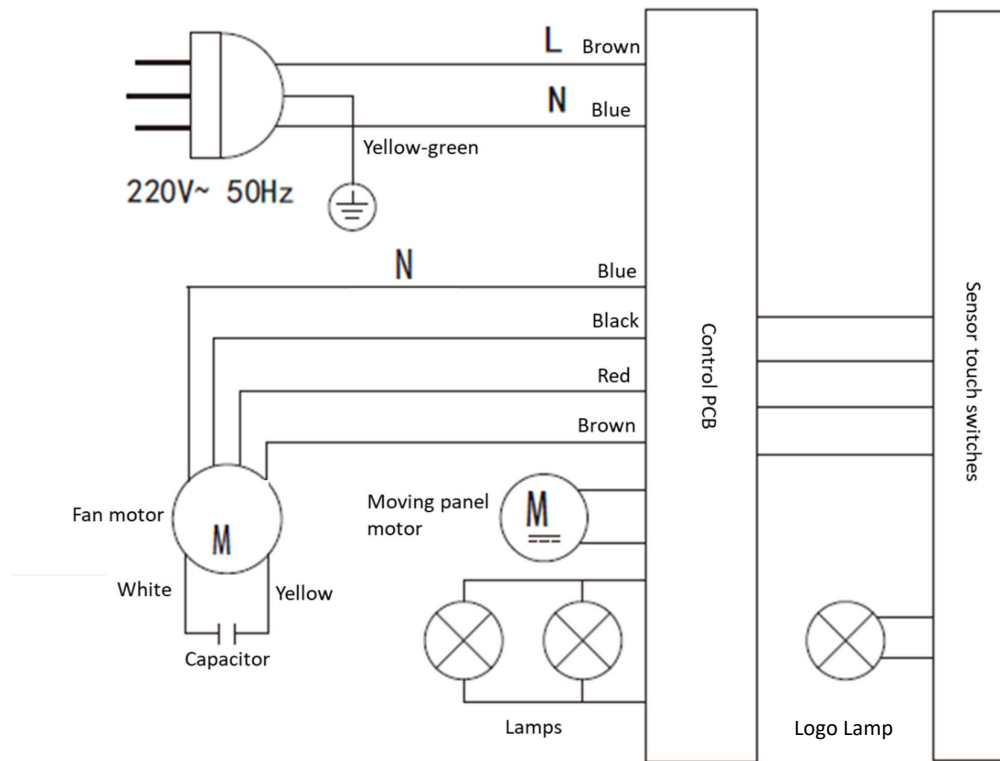 L Brown
N Blue
Yellow-green
220V~ 50Hz
N Blue
Black
Red
Brown
Control PCB
Sensor touch switches
Fan motor
M
Moving panel
motor
M
White
Yellow
Capacitor
Lamps
Logo Lamp